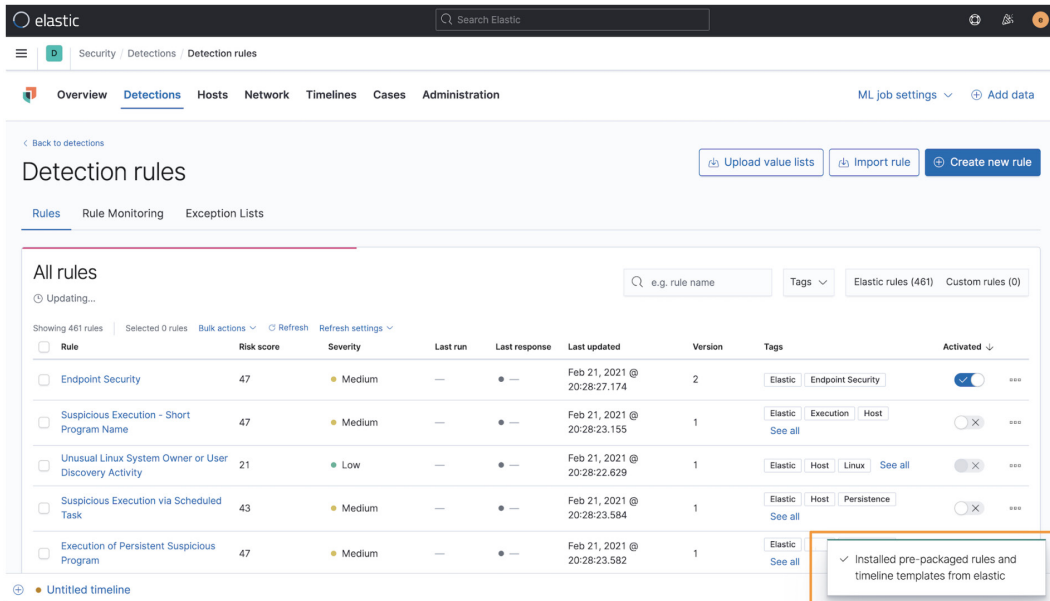 elastic
Search Elastic
e
D
Security / Detections / Detection rules
Overview Detections Hosts Network Timelines Cases Administration
ML job settings
Add data
< Back to detections
Detection rules
Upload value lists
Import rule
Create new rule
Rules Rule Monitoring Exception Lists
All rules
Updating...
e.g. rule name
Tags
Elastic rules (461) Custom rules (0)
Showing 461 rules Selected 0 rules Bulk actions Refresh Refresh settings
Rule Risk score Severity Last run Last response Last updated Version Tags Activated
Endpoint Security 47 Medium — — Feb 21, 2021 @
20:28:27.174 2 Elastic Endpoint Security
Suspicious Execution - Short
Program Name 47 Medium — — Feb 21, 2021 @
20:28:23.155 1 Elastic Execution Host
See all
Unusual Linux System Owner or User
Discovery Activity 21 Low — — Feb 21, 2021 @
20:28:22.629 1 Elastic Host Linux See all
Suspicious Execution via Scheduled
Task 43 Medium — — Feb 21, 2021 @
20:28:23.584 1 Elastic Host Persistence
See all
Execution of Persistent Suspicious
Program 47 Medium — — Feb 21, 2021 @
20:28:23.582 1 Elastic
See all
Installed pre-packaged rules and
timeline templates from elastic
Untitled timeline